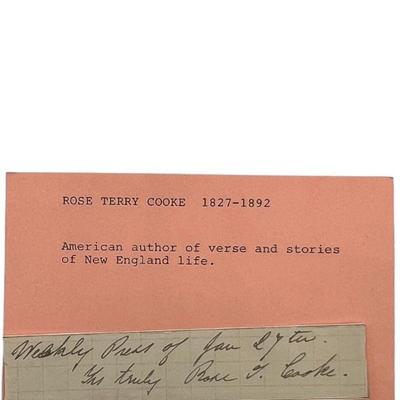 ROSE TERRY COOKE 1827-1892
American author of verse and stories
of New England life.
Weekly Press of Jan 27th.
Yrs truly Rose T. Cooke.